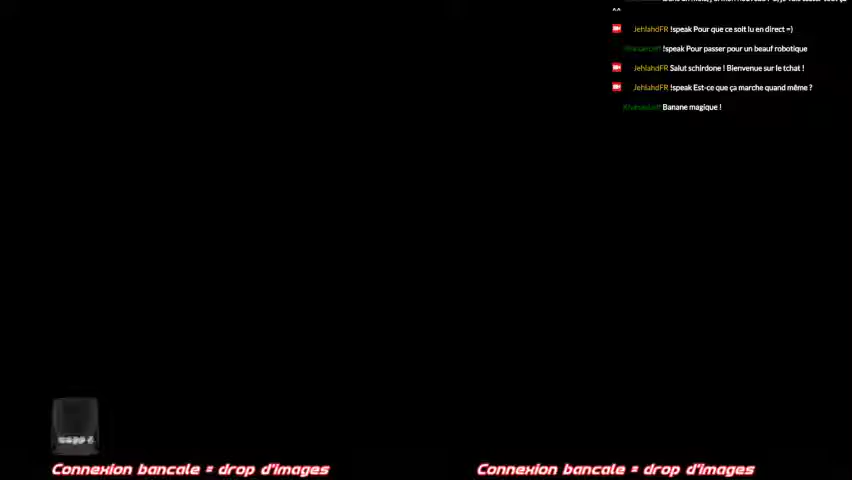 ^^
JehlahdFR !speak Pour que ce soit lu en direct =)
!speak Pour passer pour un beauf robotique
JehlahdFR Salut schirdone ! Bienvenue sur le tchat !
JehlahdFR !speak Est-ce que ça marche quand même ?
Banane magique !
Connexion bancale = drop d'images
Connexion bancale = drop d'images